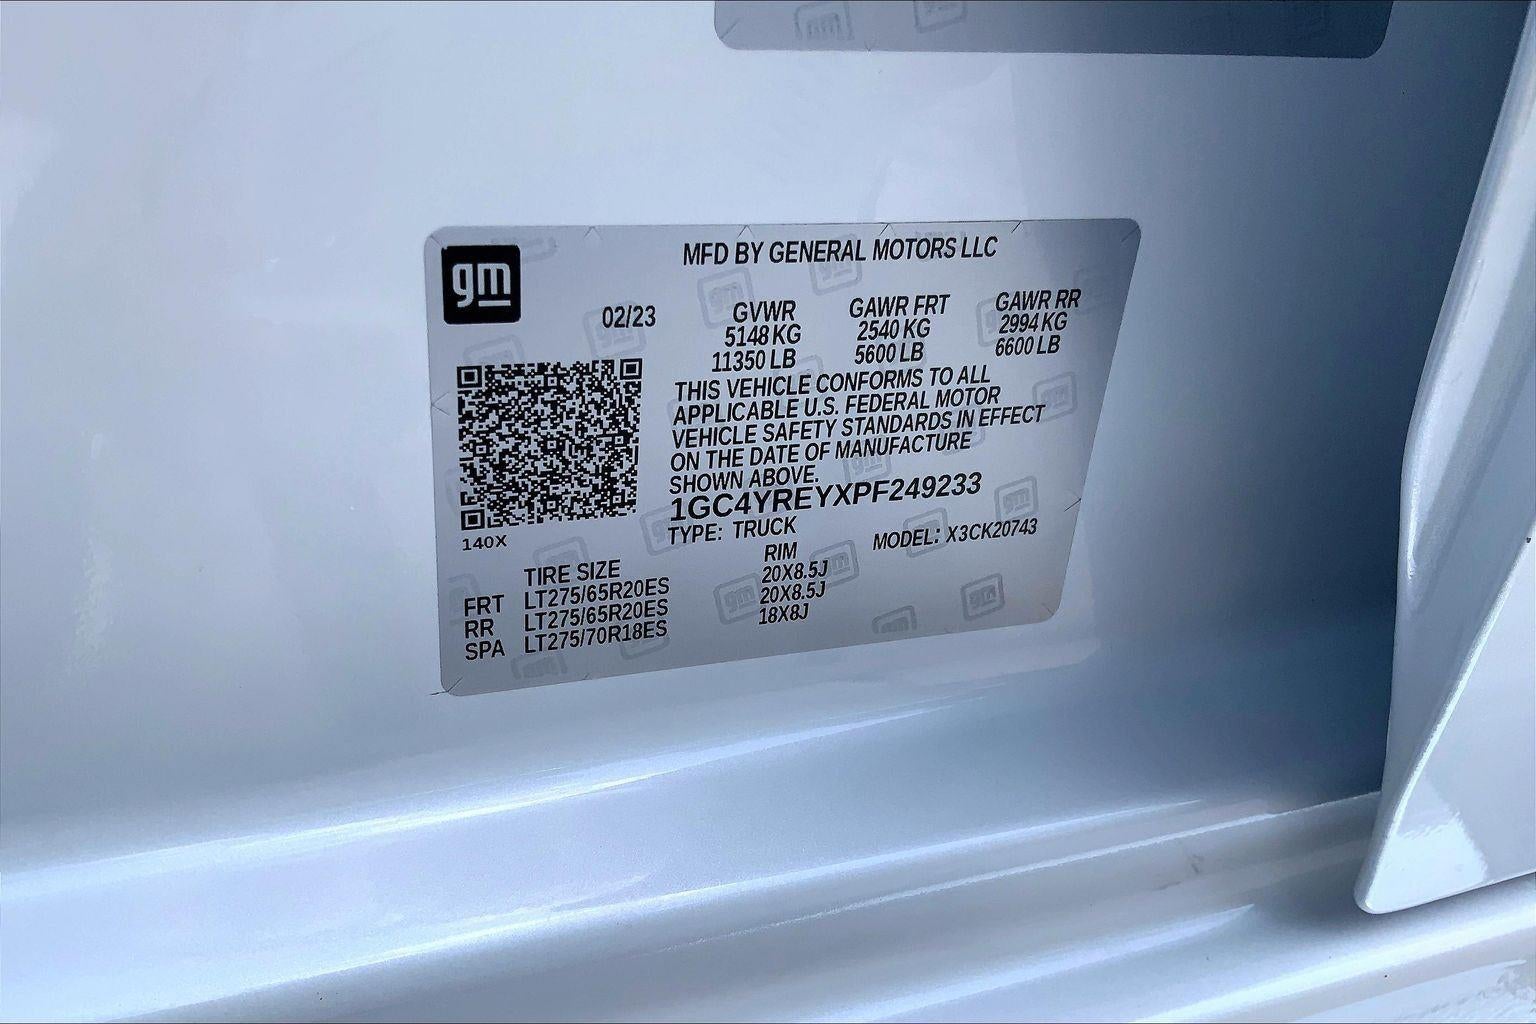 gm
MFD BY GENERAL MOTORS LLC
02/23
GVWR GAWR FRT GAWR RR
5148 KG 2540 KG 2994 KG
11350 LB 5600 LB 6600 LB
THIS VEHICLE CONFORMS TO ALL
APPLICABLE U.S. FEDERAL MOTOR
VEHICLE SAFETY STANDARDS IN EFFECT
ON THE DATE OF MANUFACTURE
SHOWN ABOVE.
1GC4YREYXPF249233
TYPE: TRUCK MODEL: X3CK20743
140X
TIRE SIZE RIM
FRT LT275/65R20ES 20X8.5J
RR LT275/65R20ES 20X8.5J
SPA LT275/70R18ES 18X8J